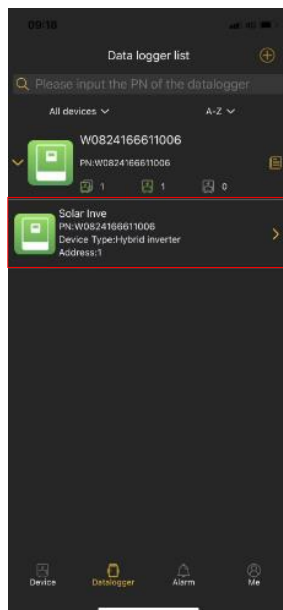 09:18
Data logger list
Please input the PN of the datalogger
All devices
A-Z
W0824166611006
PN:W0824166611006
1 1 0
Solar Inve
PN:W0824166611006
Device Type:Hybrid inverter
Address:1
Device Datalogger Alarm Me